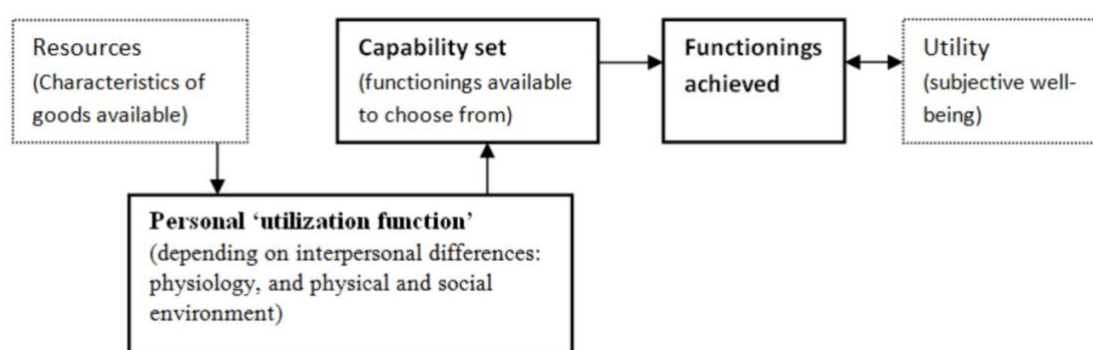 Resources
(Characteristics of
goods available)
Capability set
(functionings available
to choose from)
Functionings
achieved
Utility
(subjective well-
being)
Personal ‘utilization function’
(depending on interpersonal differences:
physiology, and physical and social
environment)